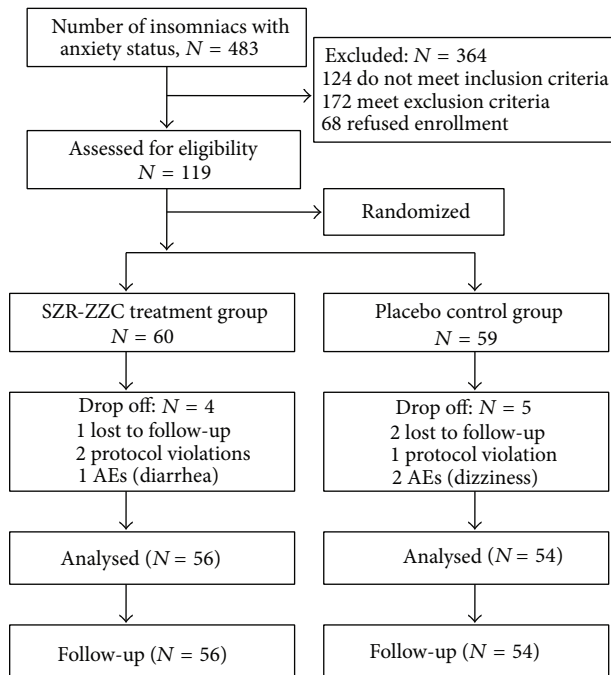 Number of insomniacs with
anxiety status, N = 483
Excluded: N = 364
124 do not meet inclusion criteria
172 meet exclusion criteria
68 refused enrollment
Assessed for eligibility
N = 119
Randomized
SZR-ZZC treatment group
N = 60
Placebo control group
N = 59
Drop off: N = 4
1 lost to follow-up
2 protocol violations
1 AEs (diarrhea)
Drop off: N = 5
2 lost to follow-up
1 protocol violation
2 AEs (dizziness)
Analysed (N = 56)
Analysed (N = 54)
Follow-up (N = 56)
Follow-up (N = 54)